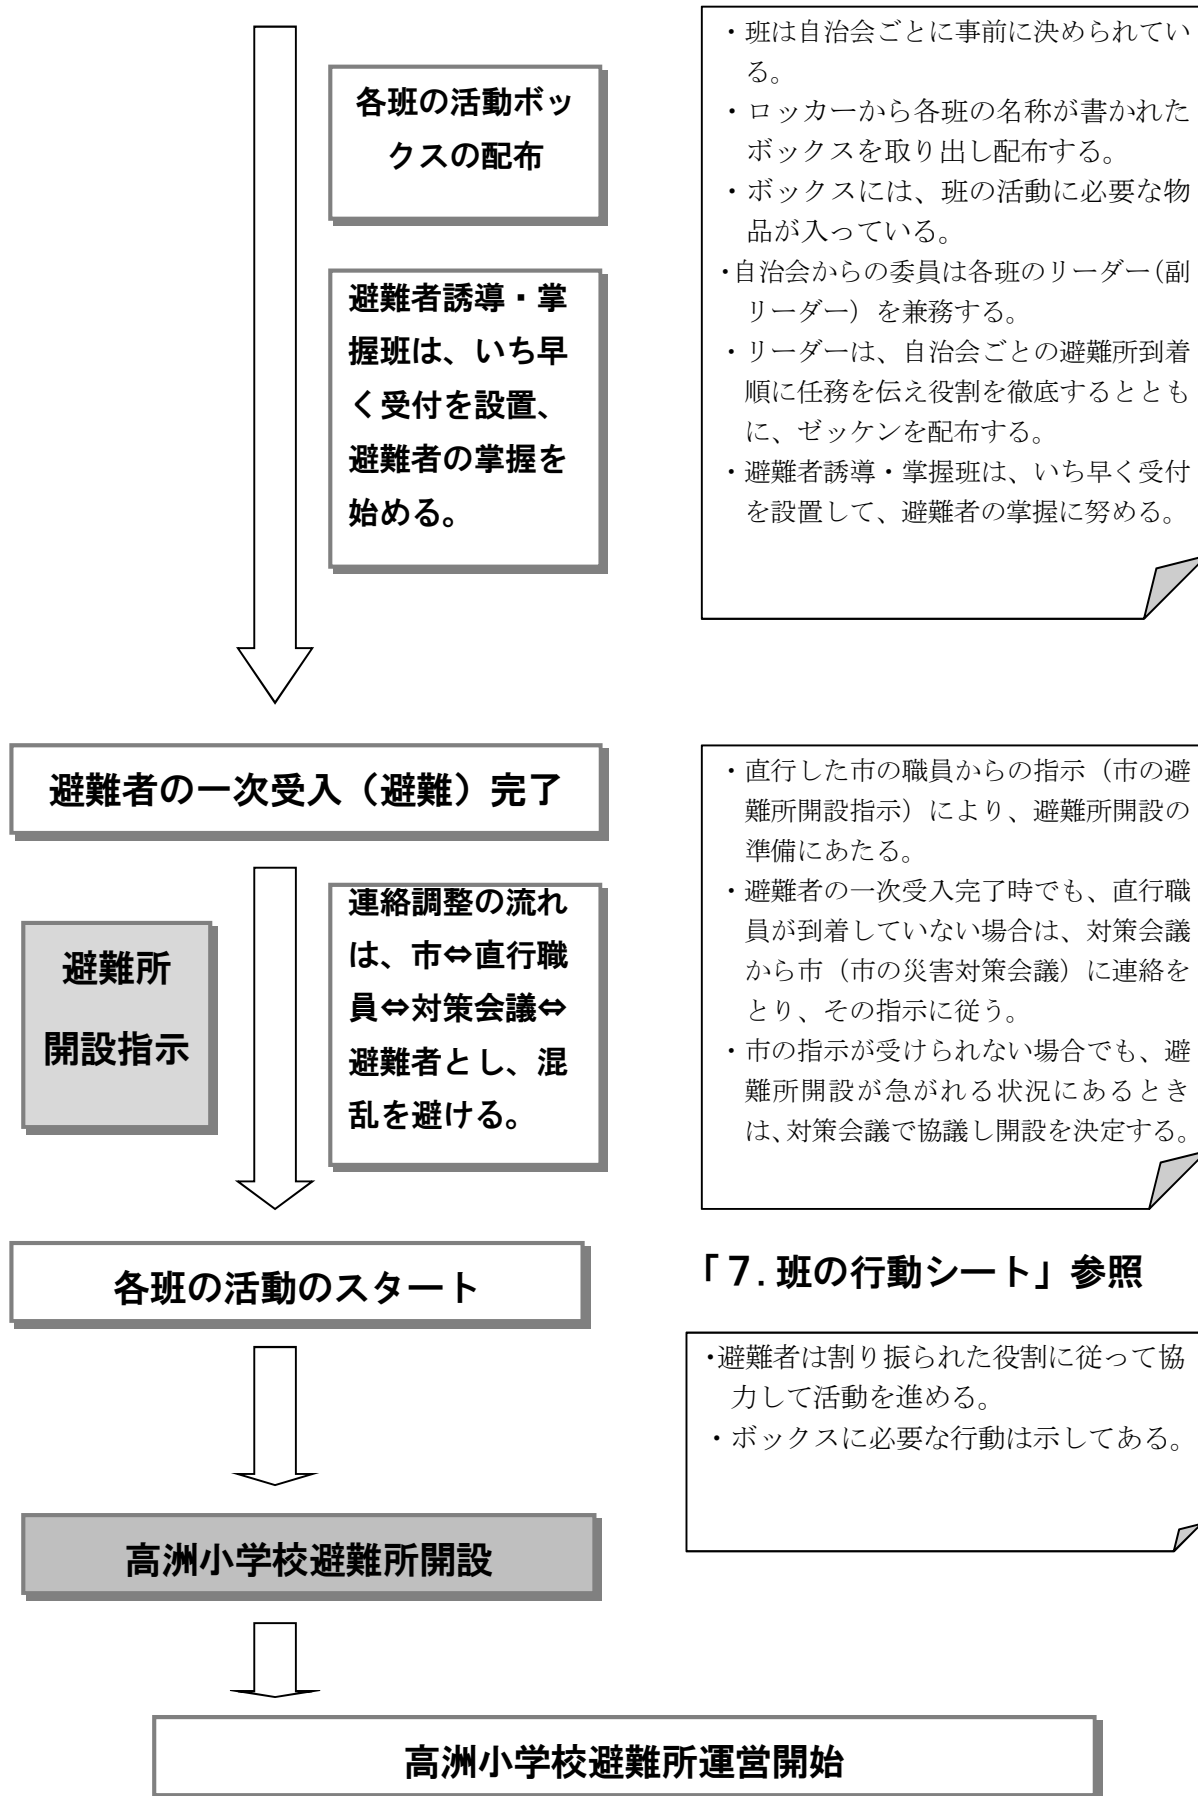 各班の活動ボッ
クスの配布
・班は自治会ごとに事前に決められてい
る。
・ロッカーから各班の名称が書かれた
ボックスを取り出し配布する。
・ボックスには、班の活動に必要な物
品が入っている。
・自治会からの委員は各班のリーダー(副
リーダー）を兼務する。
・リーダーは、自治会ごとの避難所到着
順に任務を伝え役割を徹底するととも
に、ゼッケンを配布する。
・避難者誘導・掌握班は、いち早く受付
を設置して、避難者の掌握に努める。
避難者誘導・掌
握班は、いち早
く受付を設置、
避難者の掌握を
始める。
避難者の一次受入（避難）完了
・直行した市の職員からの指示（市の避
難所開設指示）により、避難所開設の
準備にあたる。
・避難者の一次受入完了時でも、直行職
員が到着していない場合は、対策会議
から市（市の災害対策会議）に連絡を
とり、その指示に従う。
・市の指示が受けられない場合でも、避
難所開設が急がれる状況にあるとき
は、対策会議で協議し開設を決定する。
避難所
開設指示
連絡調整の流れ
は、市⇔直行職
員⇔対策会議⇔
避難者とし、混
乱を避ける。
各班の活動のスタート
「７.班の行動シート」参照
・避難者は割り振られた役割に従って協
力して活動を進める。
・ボックスに必要な行動は示してある。
高洲小学校避難所開設
高洲小学校避難所運営開始